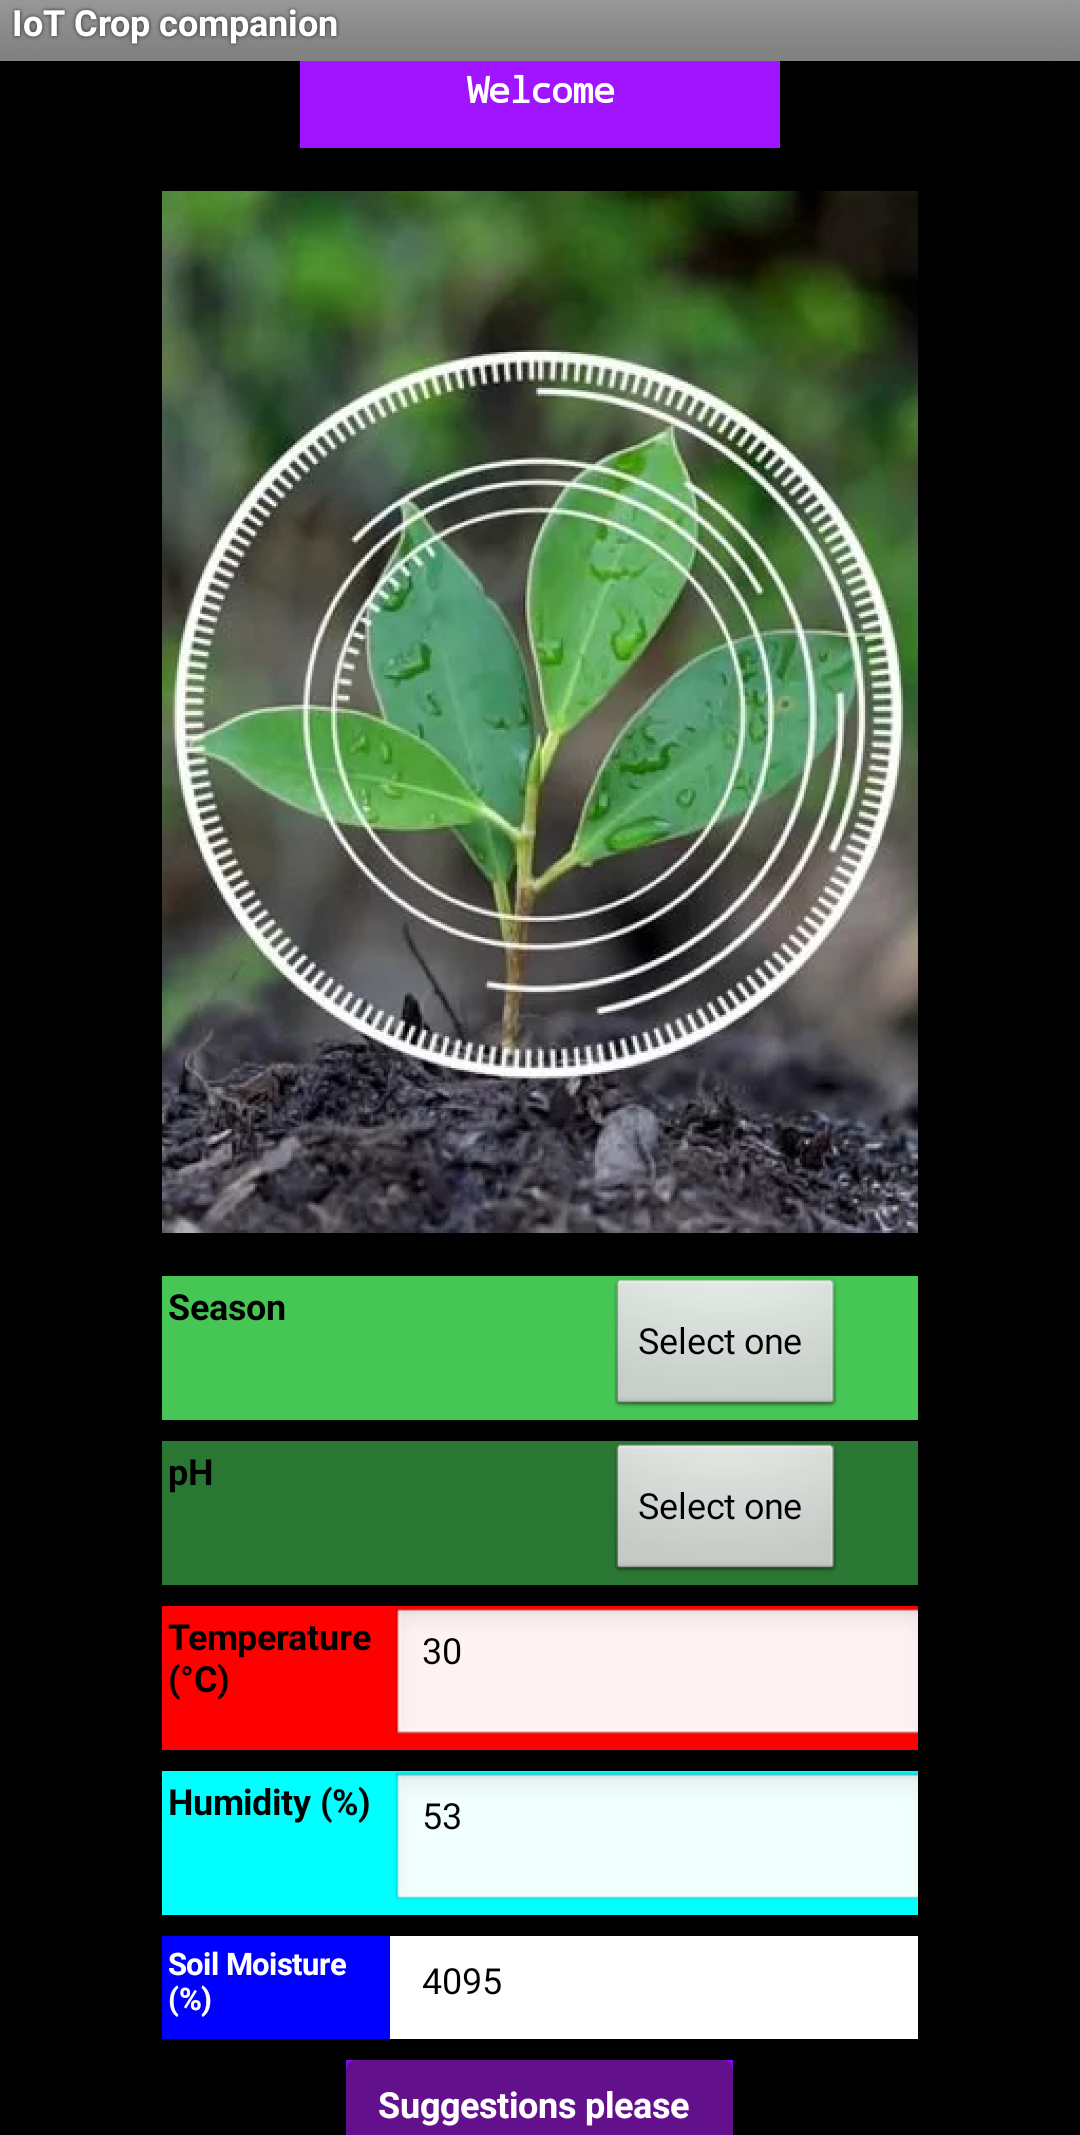 IoT Crop companion
Welcome
Season
Select one
pH
Select one
Temperature
(°C)
30
Humidity (%)
53
Soil Moisture
(%)
4095
Suggestions please